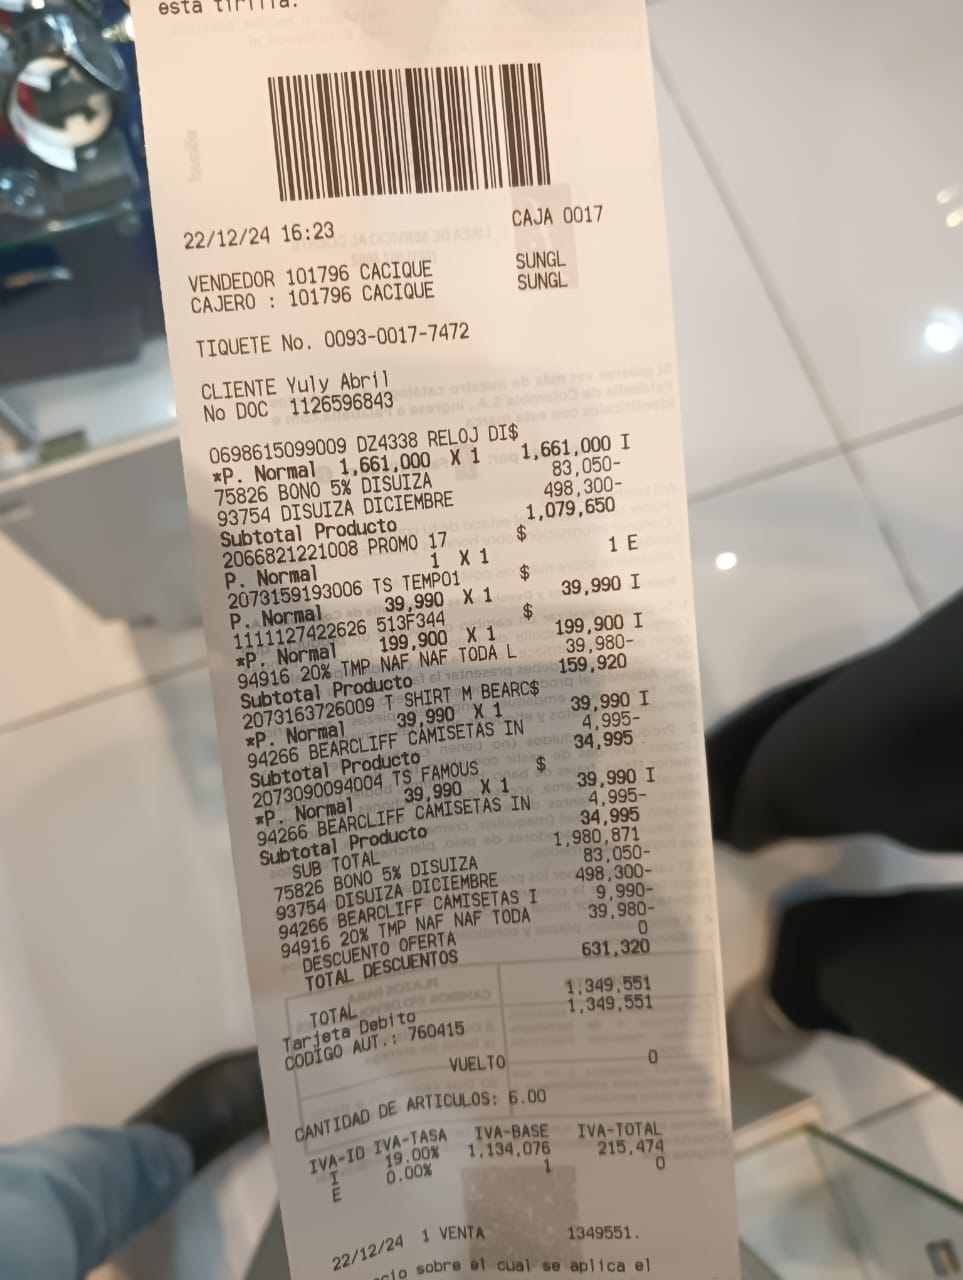 esta tirilla.
22/12/24 16:23 CAJA 0017
VENDEDOR 101796 CACIQUE SUNGL
CAJERO : 101796 CACIQUE SUNGL
TIQUETE No. 0093-0017-7472
CLIENTE Yuly Abril
No DOC 1126596843
0698615099009 DZ4338 RELOJ DI$
*P. Normal 1,661,000 X 1 1,661,000 I
75826 BONO 5% DISUIZA 83,050-
93754 DISUIZA DICIEMBRE 498,300-
Subtotal Producto 1,079,650
2066821221008 PROMO 17 $
P. Normal 1 X 1 1 E
2073159193006 TS TEMPO1 $
P. Normal 39,990 X 1 39,990 I
1111127422626 513F344 $
*P. Normal 199,900 X 1 199,900 I
94916 20% TMP NAF NAF TODA L 39,980-
Subtotal Producto 159,920
2073163726009 T SHIRT M BEARC$
*P. Normal 39,990 X 1 39,990 I
94266 BEARCLIFF CAMISETAS IN 4,995-
Subtotal Producto 34,995
2073090094004 TS FAMOUS $
*P. Normal 39,990 X 1 39,990 I
94266 BEARCLIFF CAMISETAS IN 4,995-
Subtotal Producto 34,995
SUB TOTAL 1,980,871
75826 BONO 5% DISUIZA 83,050-
93754 DISUIZA DICIEMBRE 498,300-
94266 BEARCLIFF CAMISETAS I 9,990-
94916 20% TMP NAF NAF TODA 39,980-
DESCUENTO OFERTA 0
TOTAL DESCUENTOS 631,320
TOTAL 1,349,551
Tarjeta Debito 1,349,551
CODIGO AUT.: 760415
VUELTO 0
CANTIDAD DE ARTICULOS: 6.00
IVA-ID IVA-TASA IVA-BASE IVA-TOTAL
I 19.00% 1,134,076 215,474
E 0.00% 1 0
22/12/24 1 VENTA 1349551.
sobre el cual se aplica el